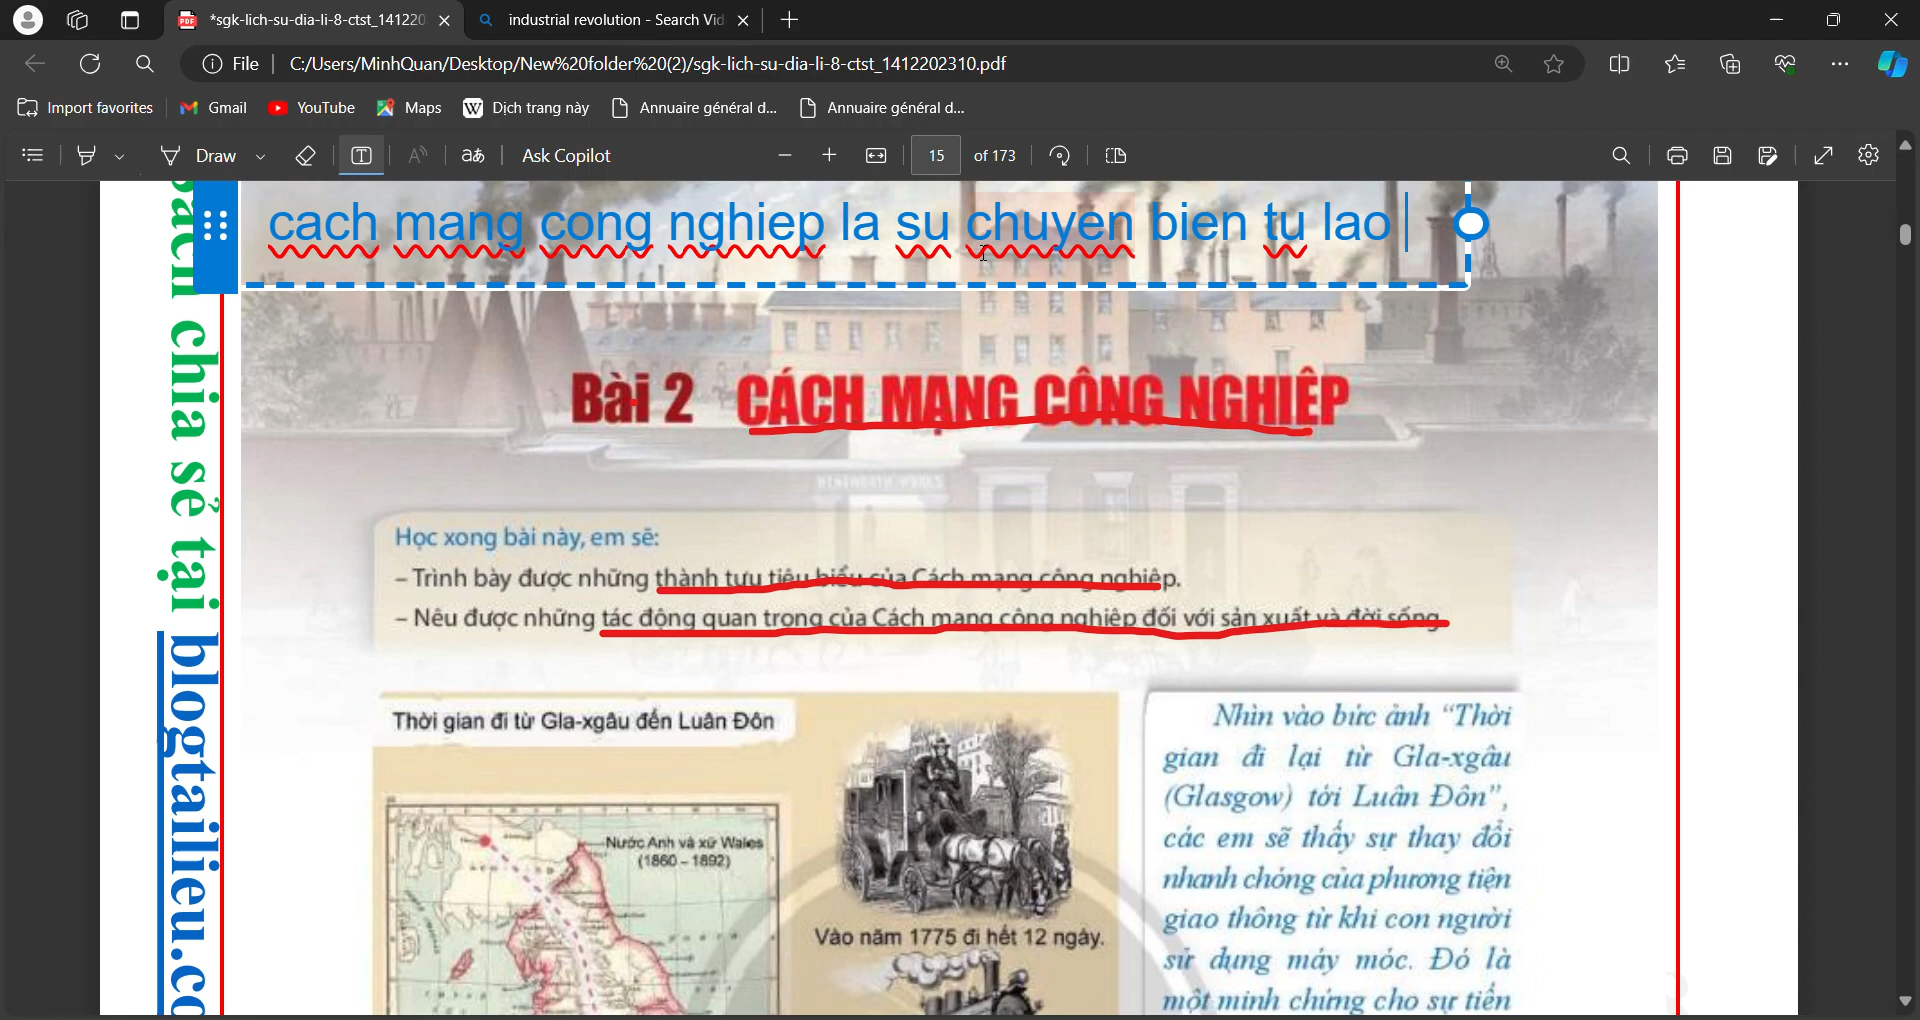 *sgk-lich-su-dia-li-8-ctst_141220
industrial revolution - Search Vid
File
C:/Users/MinhQuan/Desktop/New%20folder%20(2)/sgk-lich-su-dia-li-8-ctst_1412202310.pdf
Import favorites
Gmail
YouTube
Maps
Dịch trang này
Annuaire général d...
Annuaire général d...
Draw
Ask Copilot
15 of 173
cach mang cong nghiep la su chuyen bien tu lao
Bài 2 CÁCH MẠNG CÔNG NGHIỆP
Học xong bài này, em sẽ:
– Trình bày được những thành tựu tiêu biểu của Cách mạng công nghiệp.
– Nêu được những tác động quan trọng của Cách mạng công nghiệp đối với sản xuất và đời sống.
Thời gian đi từ Gla-xgâu đến Luân Đôn
Nước Anh và xứ Wales
(1860 – 1892)
Vào năm 1775 đi hết 12 ngày.
Nhìn vào bức ảnh “Thời
gian đi lại từ Gla-xgâu
(Glasgow) tới Luân Đôn”,
các em sẽ thấy sự thay đổi
nhanh chóng của phương tiện
giao thông từ khi con người
sử dụng máy móc. Đó là
một minh chứng cho sự tiến
chia sẻ tại blogtailieu.co